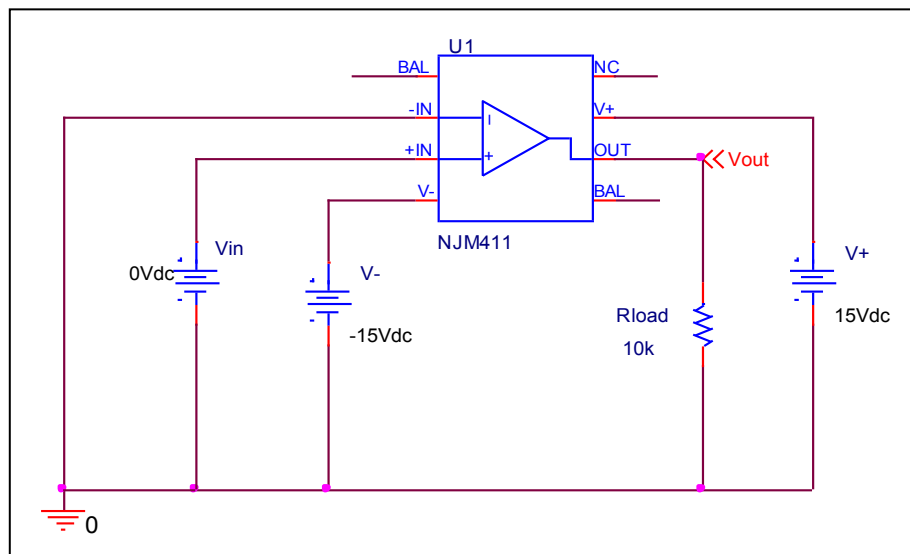 U1
BAL
NC
-IN
V+
+IN
OUT
Vout
V-
BAL
NJM411
Vin
0Vdc
V-
-15Vdc
V+
15Vdc
Rload
10k
0